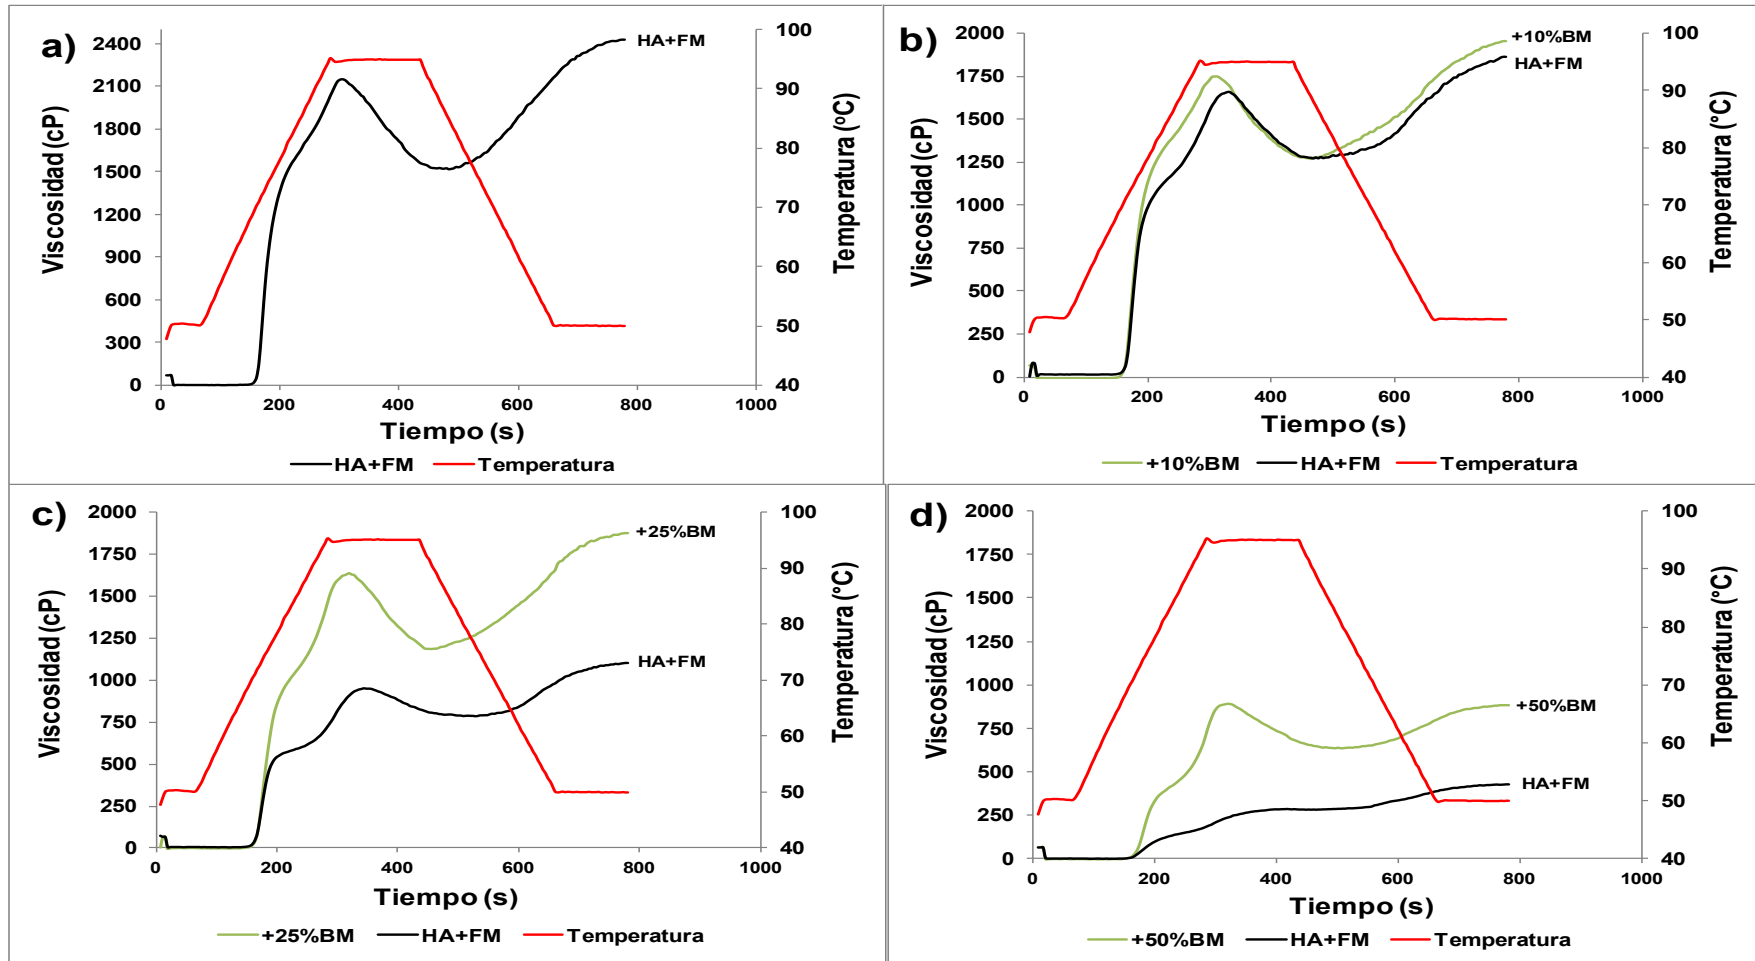 a)
2400
2100
1800
1500
1200
900
600
300
0
Viscosidad (cP)
100
90
80
70
60
50
40
Temperatura (ºC)
HA+FM
0 200 400 600 800 1000
Tiempo (s)
HA+FM Temperatura
b)
2000
1750
1500
1250
1000
750
500
250
0
Viscosidad (cP)
100
90
80
70
60
50
40
Temperatura (°C)
+10%BM
HA+FM
0 200 400 600 800 1000
Tiempo (s)
+10%BM HA+FM Temperatura
c)
2000
1750
1500
1250
1000
750
500
250
0
Viscosidad (cP)
100
90
80
70
60
50
40
Temperatura (°C)
+25%BM
HA+FM
0 200 400 600 800 1000
Tiempo (s)
+25%BM HA+FM Temperatura
d)
2000
1750
1500
1250
1000
750
500
250
0
Viscosidad (cP)
100
90
80
70
60
50
40
Temperatura (°C)
+50%BM
HA+FM
0 200 400 600 800 1000
Tiempo (s)
+50%BM HA+FM Temperatura